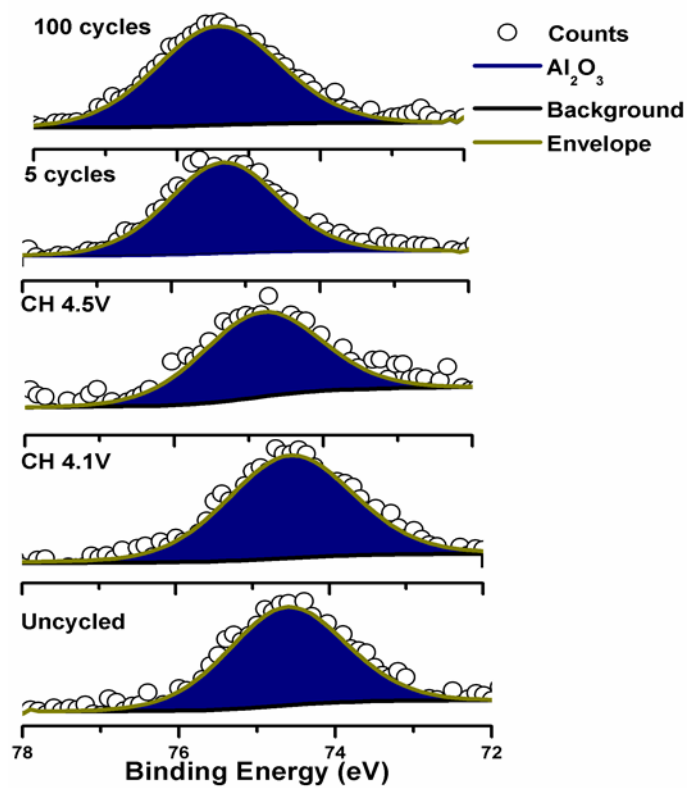 100 cycles
Counts
Al₂O₃
Background
Envelope
5 cycles
CH 4.5V
CH 4.1V
Uncycled
78 76 74 72
Binding Energy (eV)